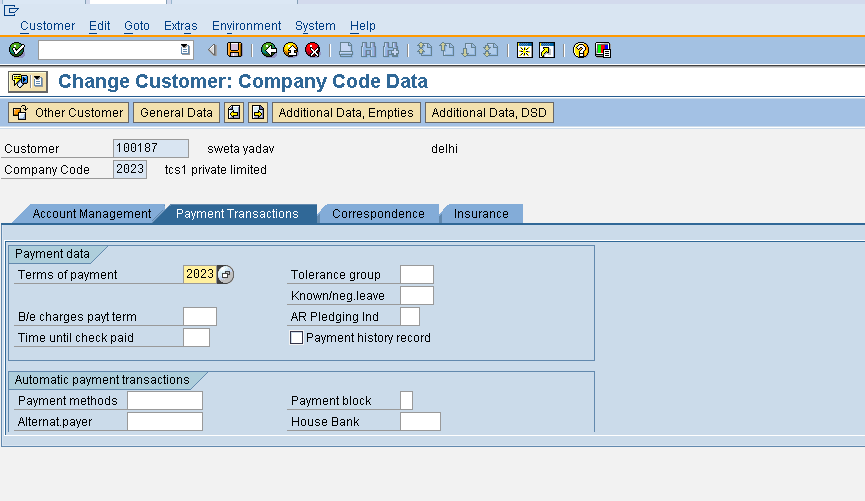 Customer Edit Goto Extras Environment System Help
Change Customer: Company Code Data
Other Customer General Data Additional Data, Empties Additional Data, DSD
Customer 100187 sweta yadav delhi
Company Code 2023 tcs1 private limited
Account Management Payment Transactions Correspondence Insurance
Payment data
Terms of payment 2023 Tolerance group
Known/neg.leave
B/e charges payt term AR Pledging Ind
Time until check paid Payment history record
Automatic payment transactions
Payment methods Payment block
Alternat.payer House Bank